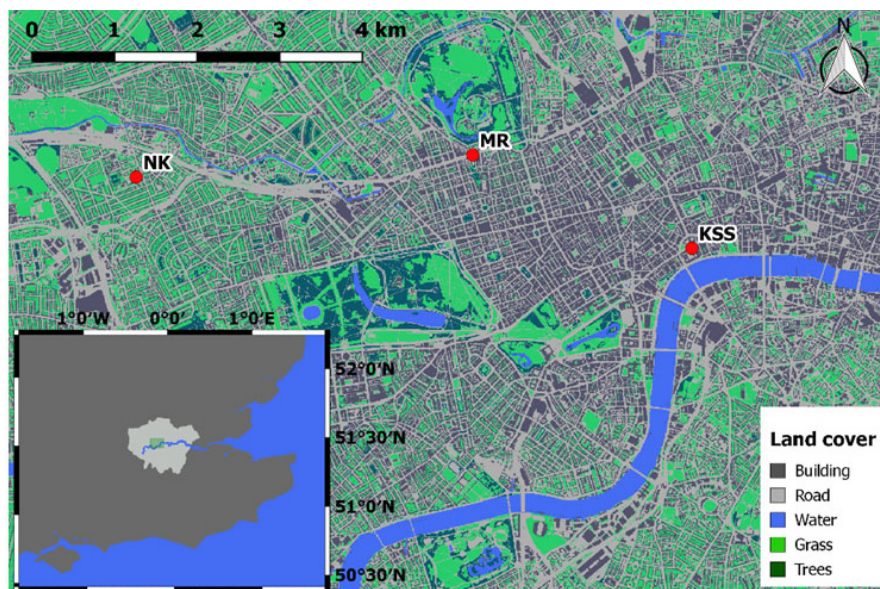 0 1 2 3 4 km
N
MR
NK
KSS
1°0'W 0°0' 1°0'E
52°0'N
51°30'N
51°0'N
50°30'N
Land cover
Building
Road
Water
Grass
Trees